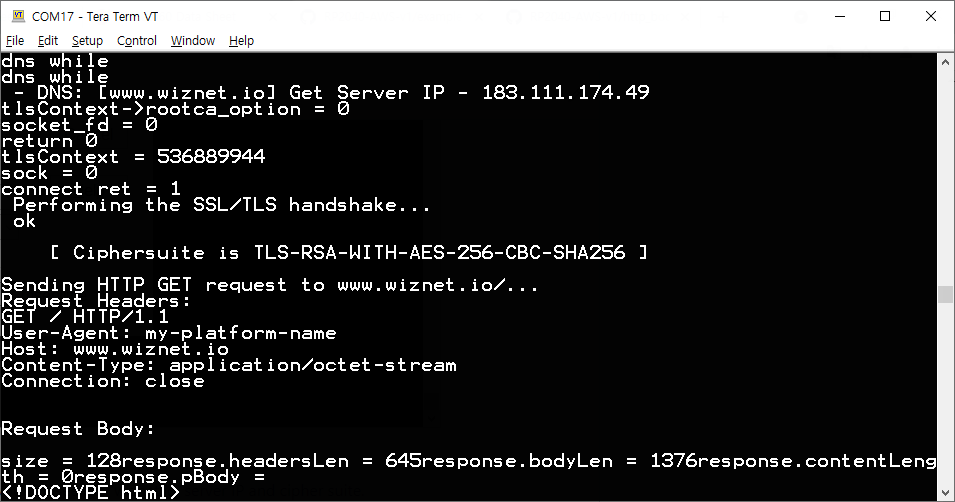 COM17 - Tera Term VT
File Edit Setup Control Window Help
dns while
dns while
- DNS: [www.wiznet.io] Get Server IP - 183.111.174.49
tlsContext->rootca_option = 0
socket_fd = 0
return 0
tlsContext = 536889944
sock = 0
connect ret = 1
Performing the SSL/TLS handshake...
ok
[ Ciphersuite is TLS-RSA-WITH-AES-256-CBC-SHA256 ]
Sending HTTP GET request to www.wiznet.io/...
Request Headers:
GET / HTTP/1.1
User-Agent: my-platform-name
Host: www.wiznet.io
Content-Type: application/octet-stream
Connection: close
Request Body:
size = 128response.headersLen = 645response.bodyLen = 1376response.contentLeng
th = 0response.pBody =
<!DOCTYPE html>